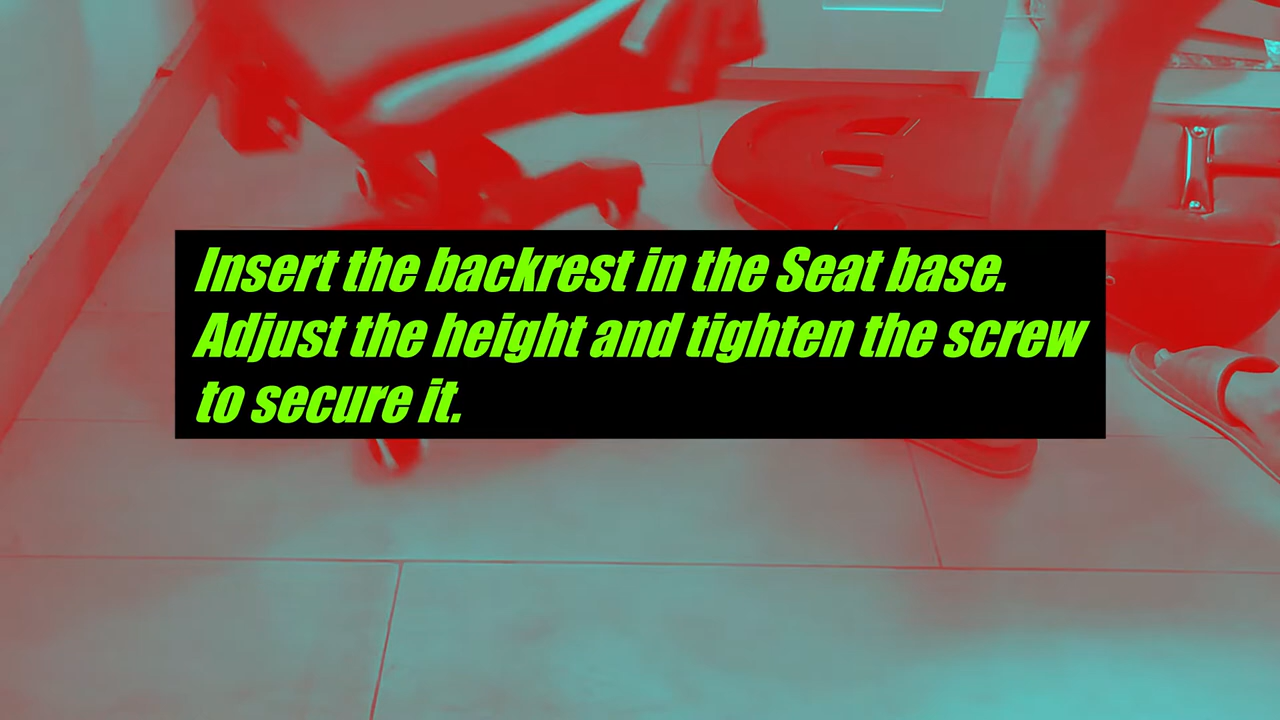 Insert the backrest in the Seat base.
Adjust the height and tighten the screw
to secure it.